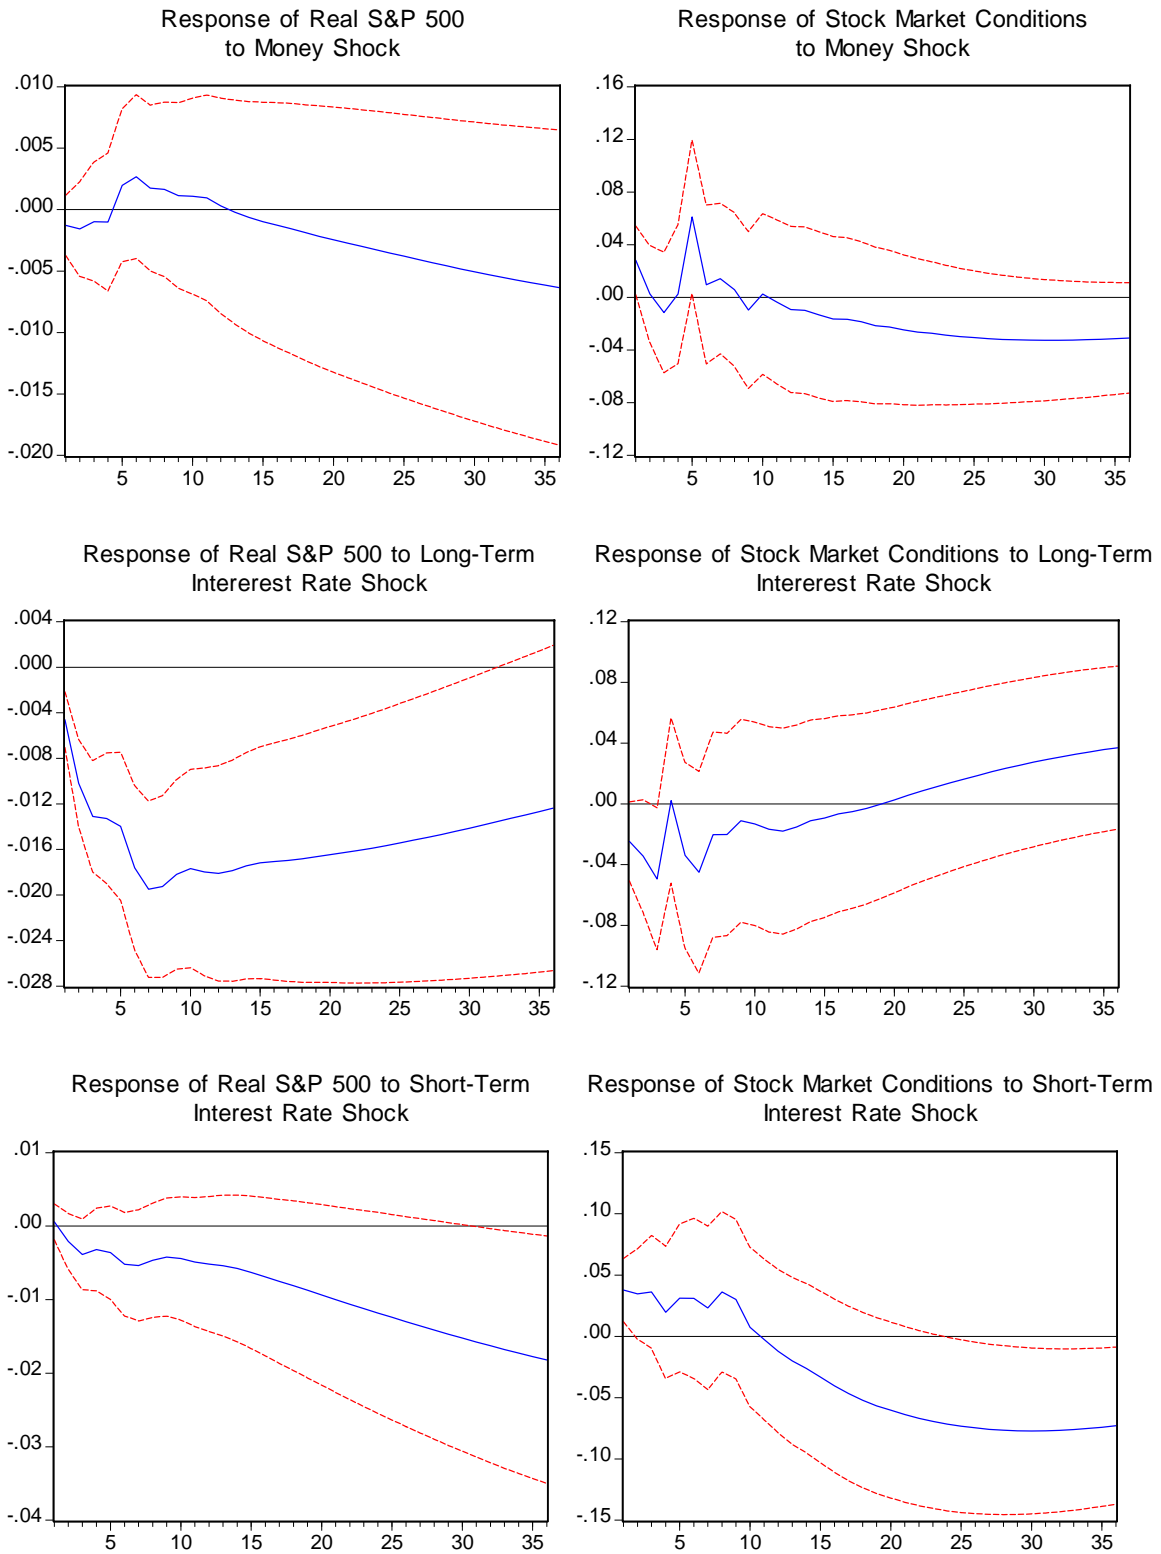 Response of Real S&P 500
to Money Shock
.010
.005
.000
-.005
-.010
-.015
-.020
5 10 15 20 25 30 35
Response of Stock Market Conditions
to Money Shock
.16
.12
.08
.04
.00
-.04
-.08
-.12
5 10 15 20 25 30 35
Response of Real S&P 500 to Long-Term
Intererest Rate Shock
.004
.000
-.004
-.008
-.012
-.016
-.020
-.024
-.028
5 10 15 20 25 30 35
Response of Stock Market Conditions to Long-Term
Intererest Rate Shock
.12
.08
.04
.00
-.04
-.08
-.12
5 10 15 20 25 30 35
Response of Real S&P 500 to Short-Term
Interest Rate Shock
.01
.00
-.01
-.02
-.03
-.04
5 10 15 20 25 30 35
Response of Stock Market Conditions to Short-Term
Interest Rate Shock
.15
.10
.05
.00
-.05
-.10
-.15
5 10 15 20 25 30 35